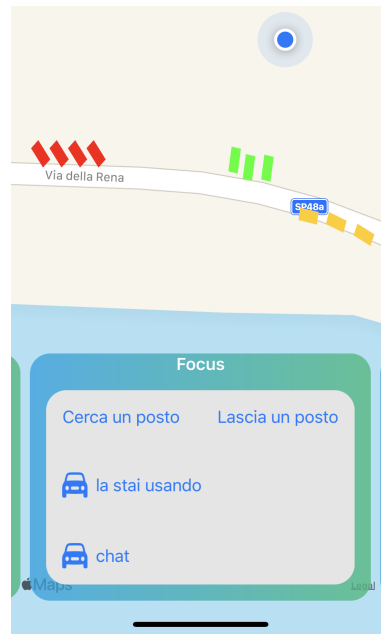 Via della Rena
SP48a
Focus
Cerca un posto
Lascia un posto
la stai usando
chat
Maps
Legal